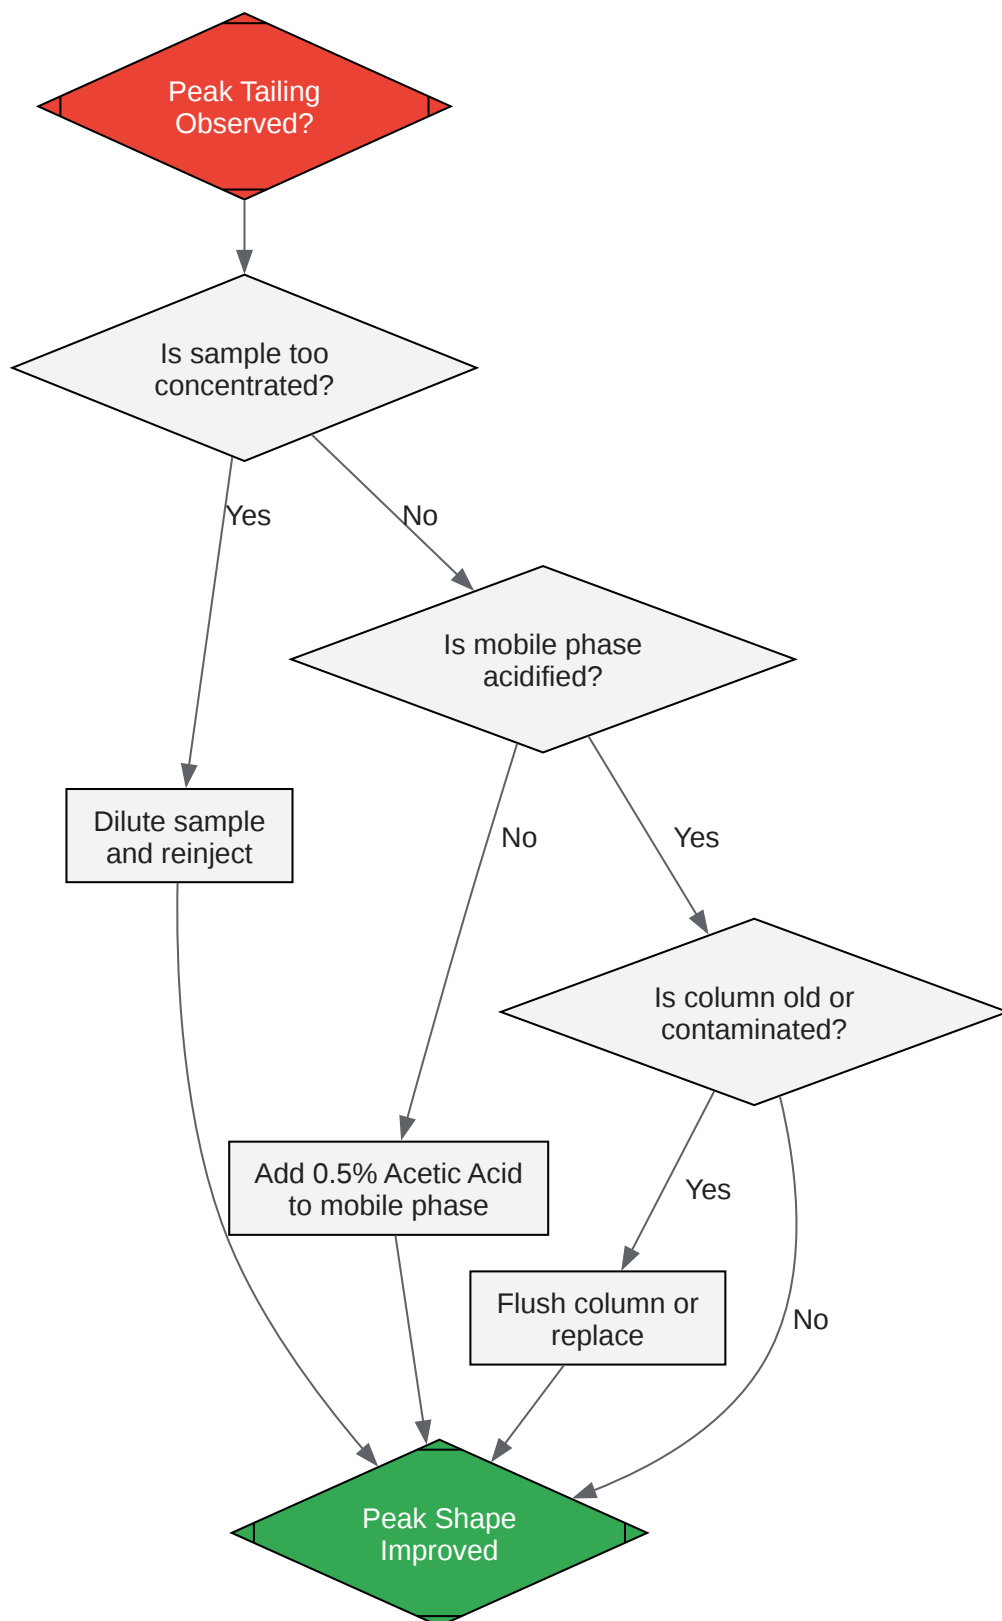 Peak Tailing
Observed?
Is sample too
concentrated?
Yes
No
Is mobile phase
acidified?
Dilute sample
and reinject
No
Yes
Is column old or
contaminated?
Add 0.5% Acetic Acid
to mobile phase
Yes
Flush column or
replace
No
Peak Shape
Improved